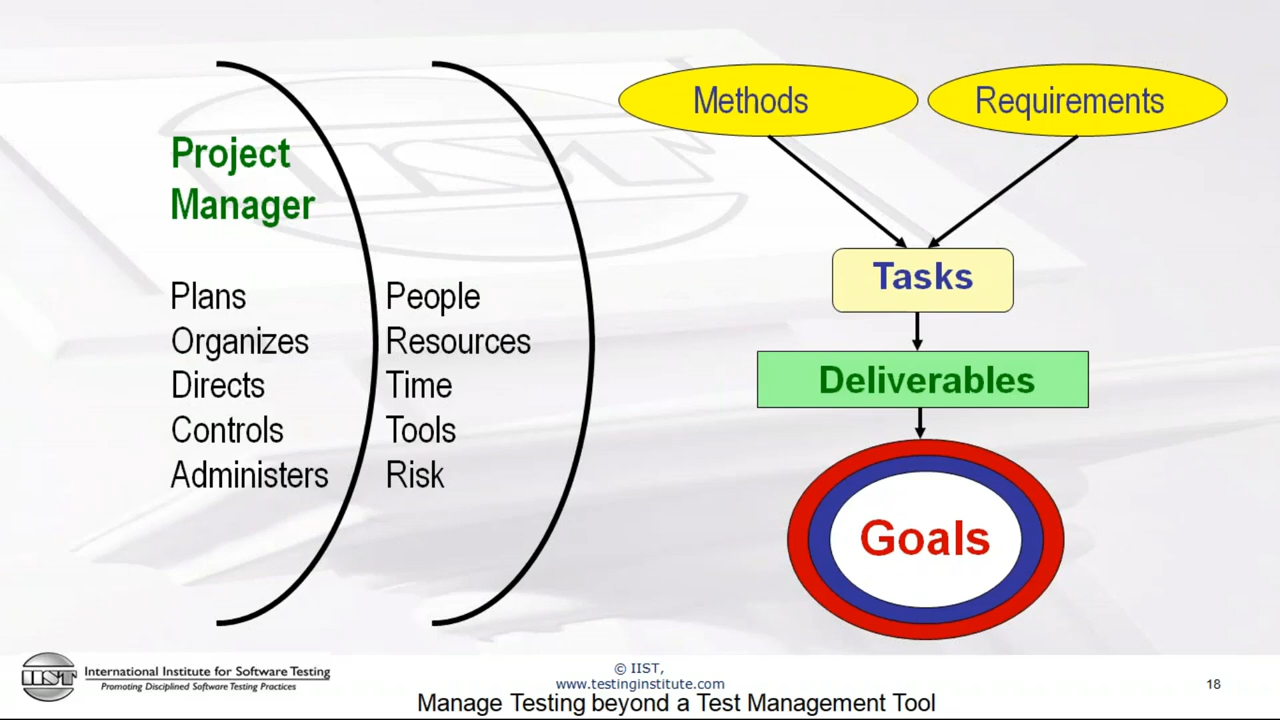 Project
Manager
Plans
Organizes
Directs
Controls
Administers
People
Resources
Time
Tools
Risk
Methods
Requirements
Tasks
Deliverables
Goals
IIST
IIST
International Institute for Software Testing
Promoting Disciplined Software Testing Practices
© IIST,
www.testinginstitute.com
18
Manage Testing beyond a Test Management Tool